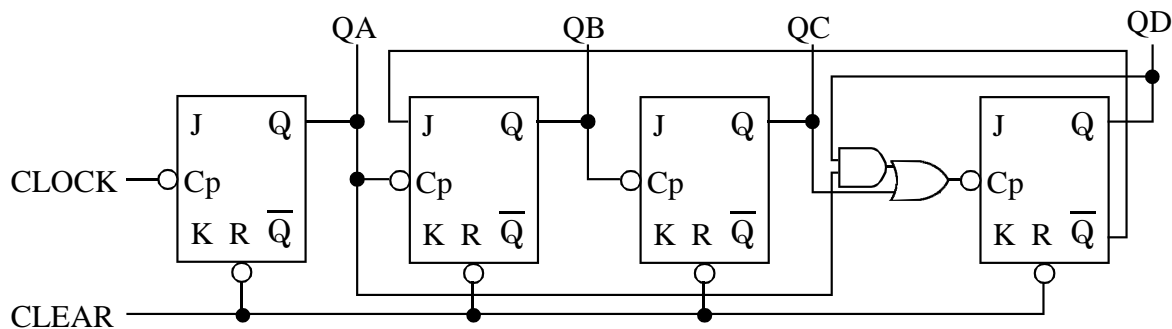 QA QB QC QD
J Q J Q J Q J Q
CLOCK Cp Cp Cp Cp
K R Q̅ K R Q̅ K R Q̅ K R Q̅
CLEAR